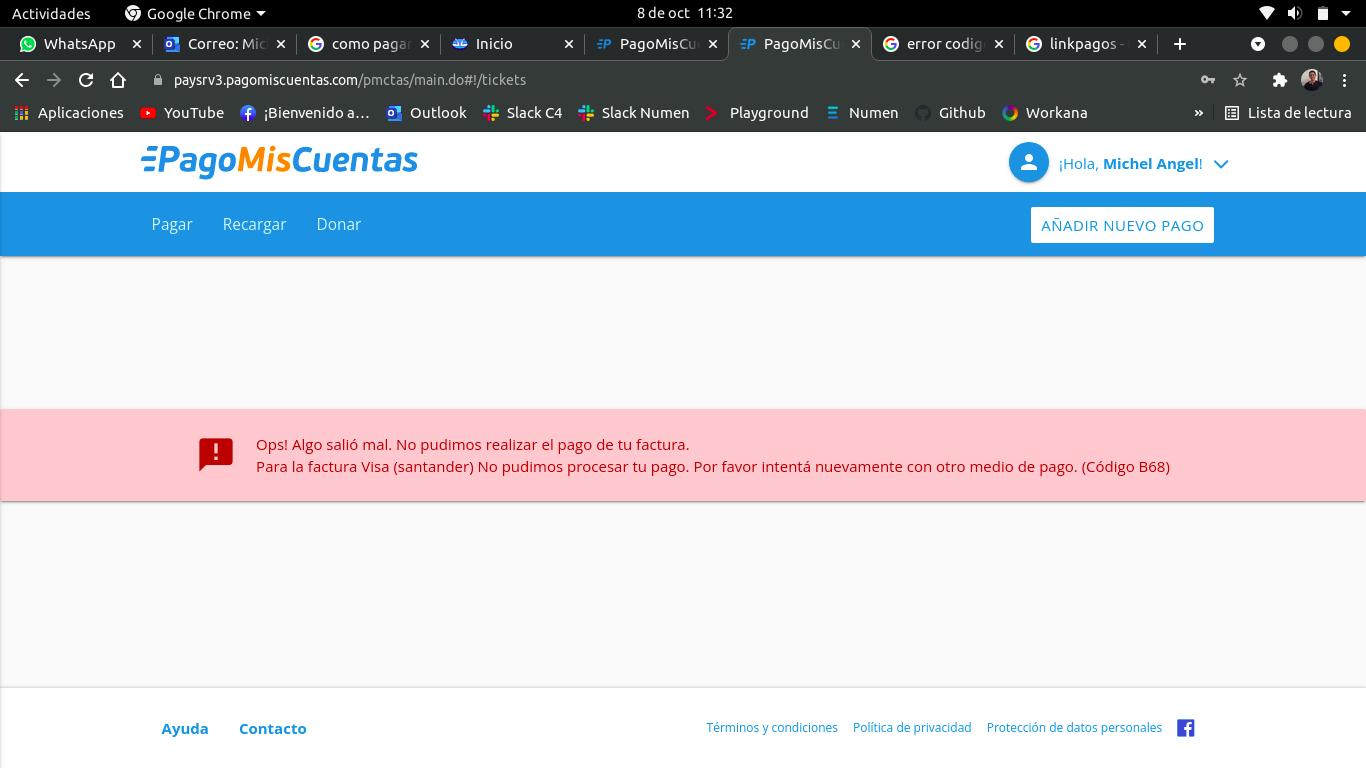 Actividades Google Chrome 8 de oct 11:32
WhatsApp Correo: Mic como pagar Inicio PagoMisCu PagoMisCu error codig linkpagos -
paysrv3.pagomiscuentas.com/pmctas/main.do#!/tickets
Aplicaciones YouTube ¡Bienvenido a... Outlook Slack C4 Slack Numen Playground Numen Github Workana » Lista de lectura
PagoMisCuentas
¡Hola, Michel Angel!
Pagar Recargar Donar AÑADIR NUEVO PAGO
Ops! Algo salió mal. No pudimos realizar el pago de tu factura.
Para la factura Visa (santander) No pudimos procesar tu pago. Por favor intentá nuevamente con otro medio de pago. (Código B68)
Ayuda Contacto Términos y condiciones Política de privacidad Protección de datos personales